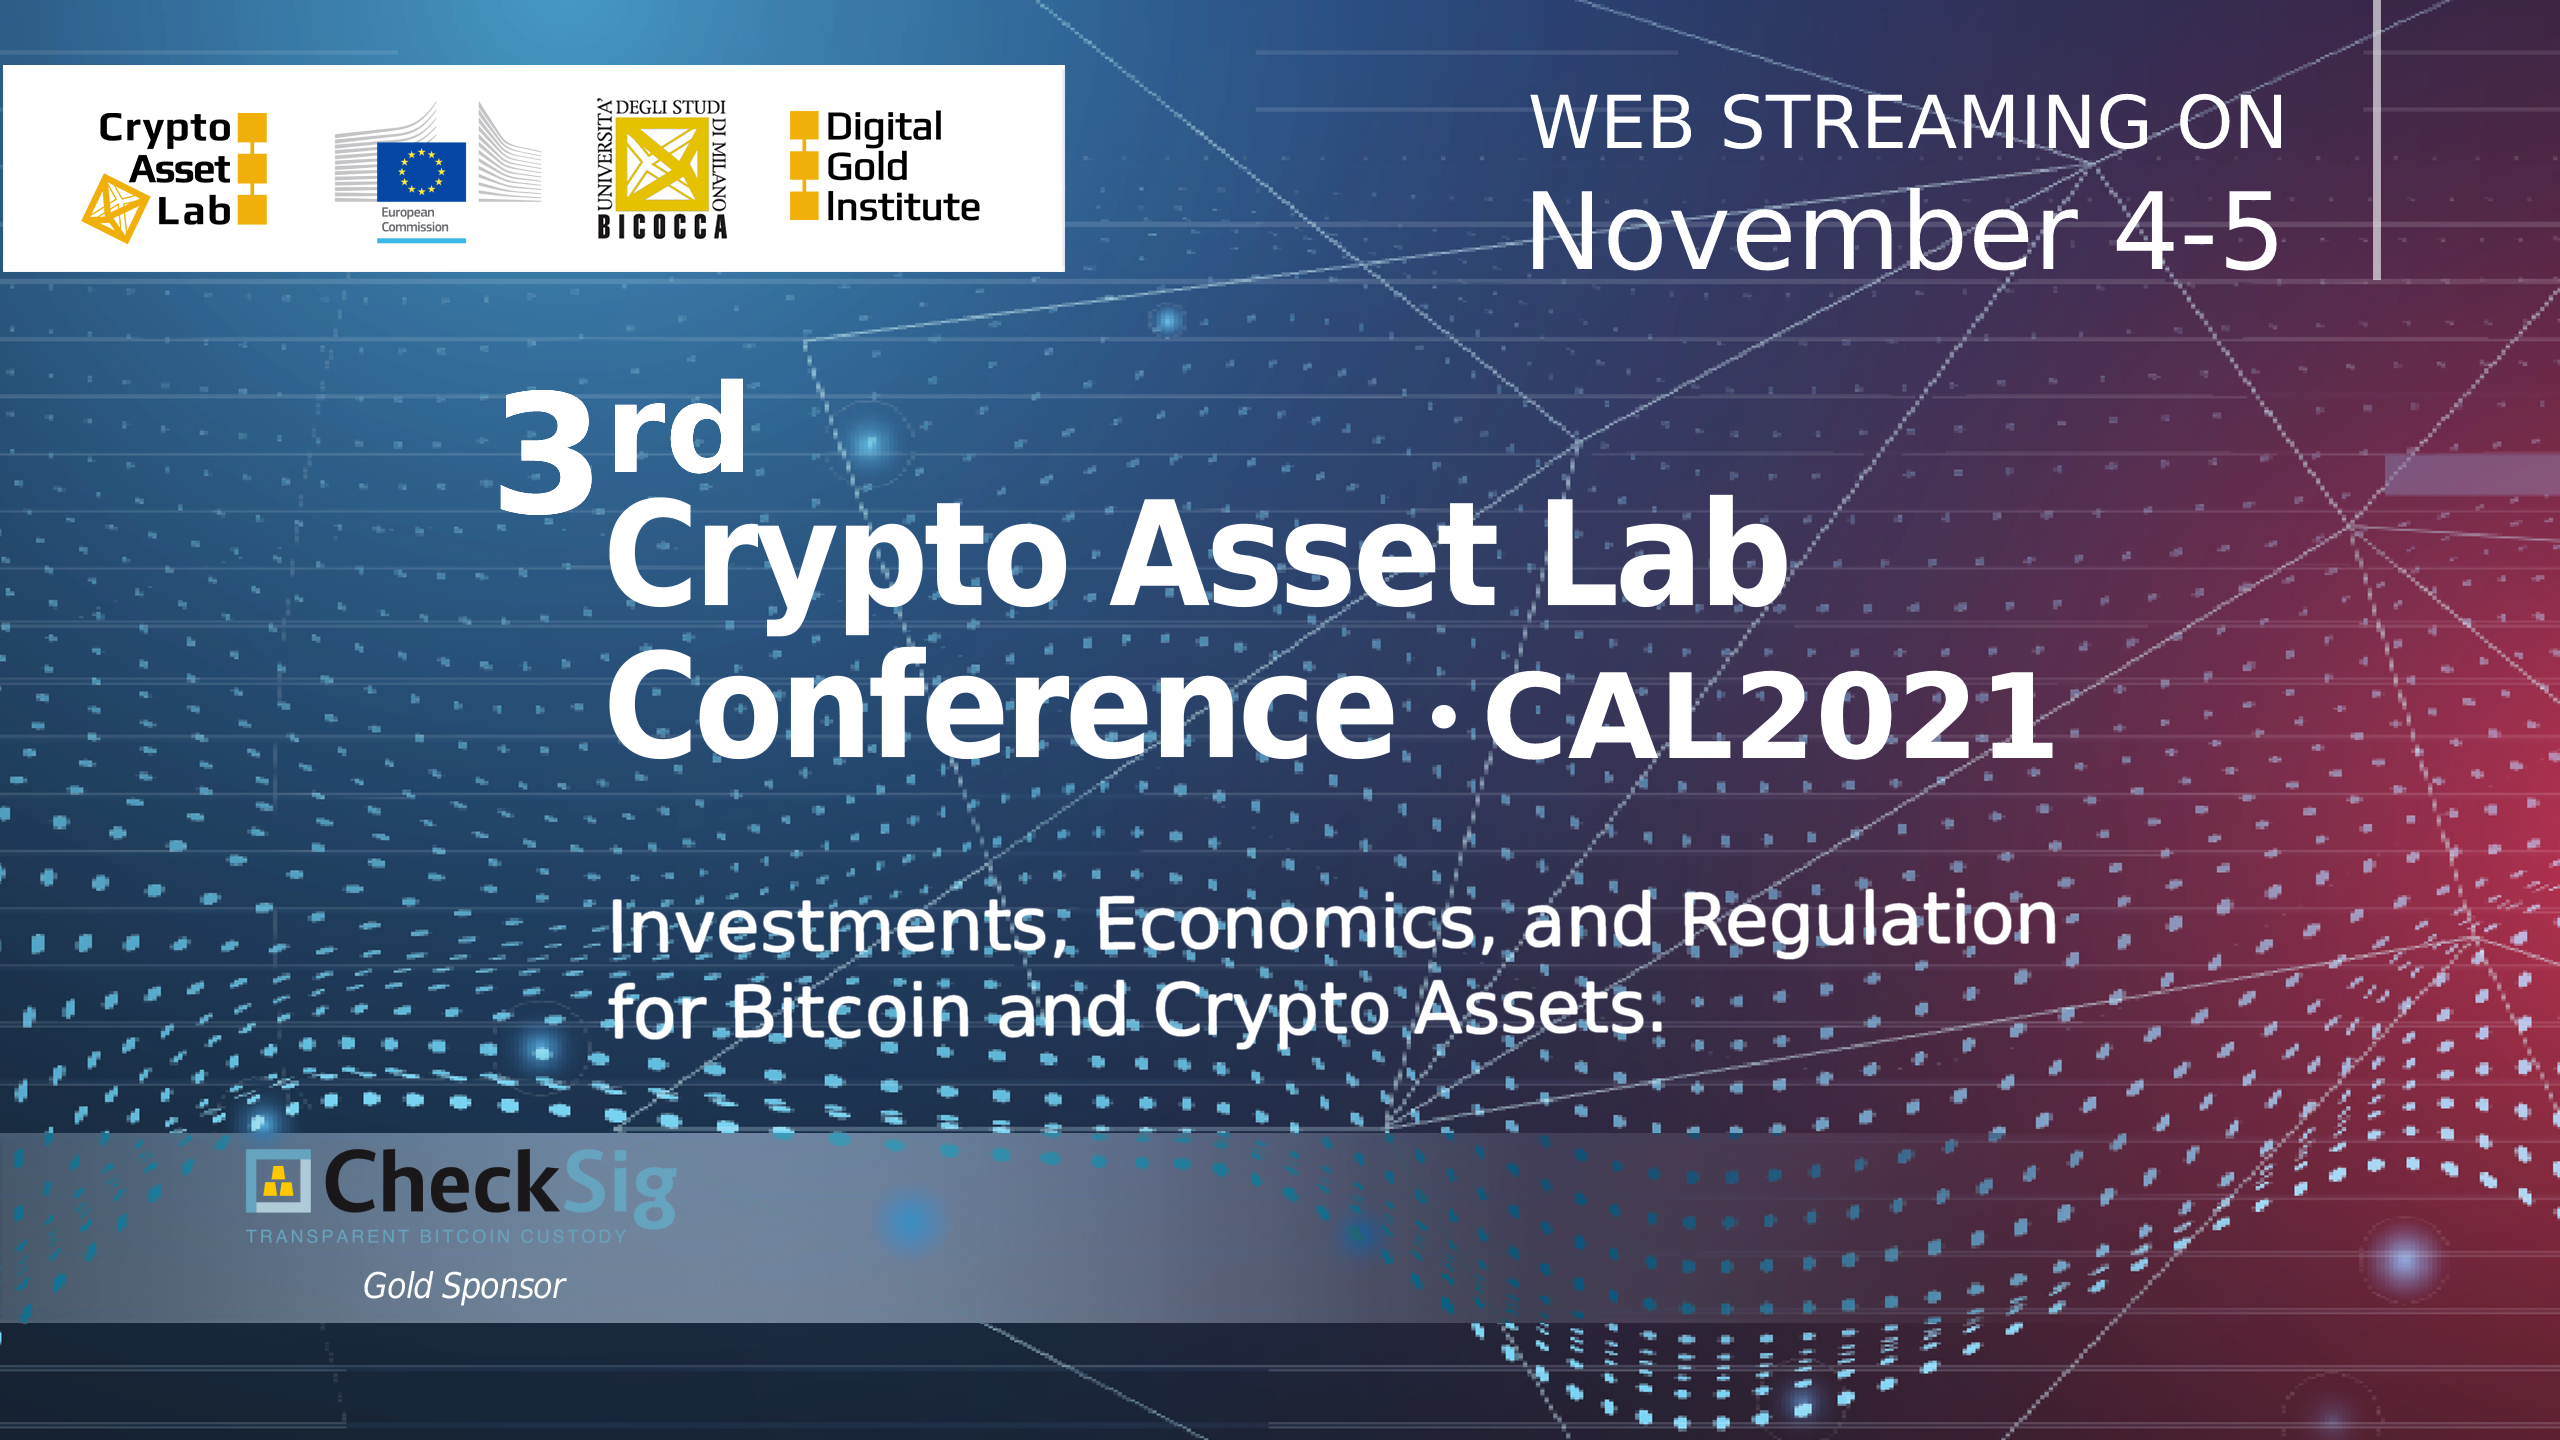 Crypto
Asset
Lab
European
Commission
UNIVERSITA'
DEGLI STUDI
DI MILANO
BICOCCA
Digital
Gold
Institute
WEB STREAMING ON
November 4-5
3rd
Crypto Asset Lab
Conference · CAL2021
Investments, Economics, and Regulation
for Bitcoin and Crypto Assets.
CheckSig
TRANSPARENT BITCOIN CUSTODY
Gold Sponsor